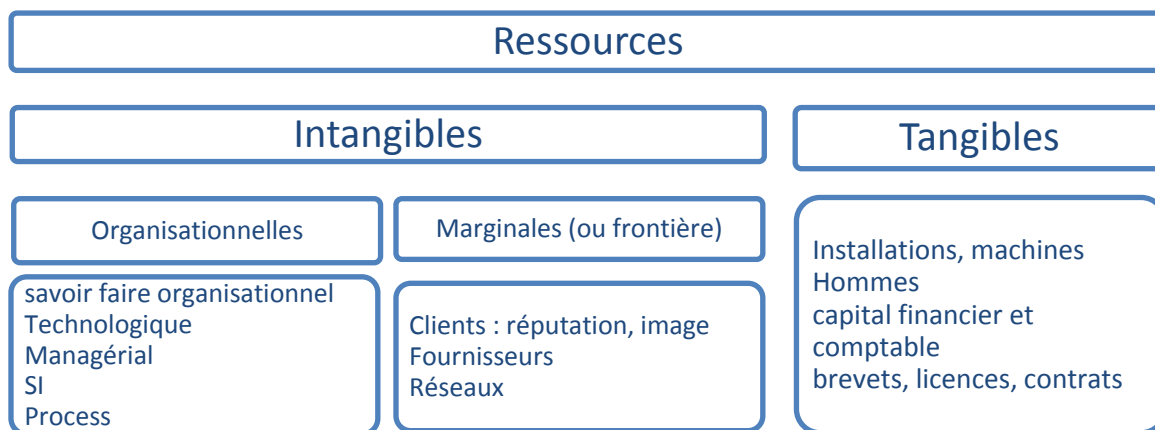 Ressources
Intangibles
Tangibles
Organisationnelles
Marginales (ou frontière)
savoir faire organisationnel
Technologique
Managérial
SI
Process
Clients : réputation, image
Fournisseurs
Réseaux
Installations, machines
Hommes
capital financier et
comptable
brevets, licences, contrats